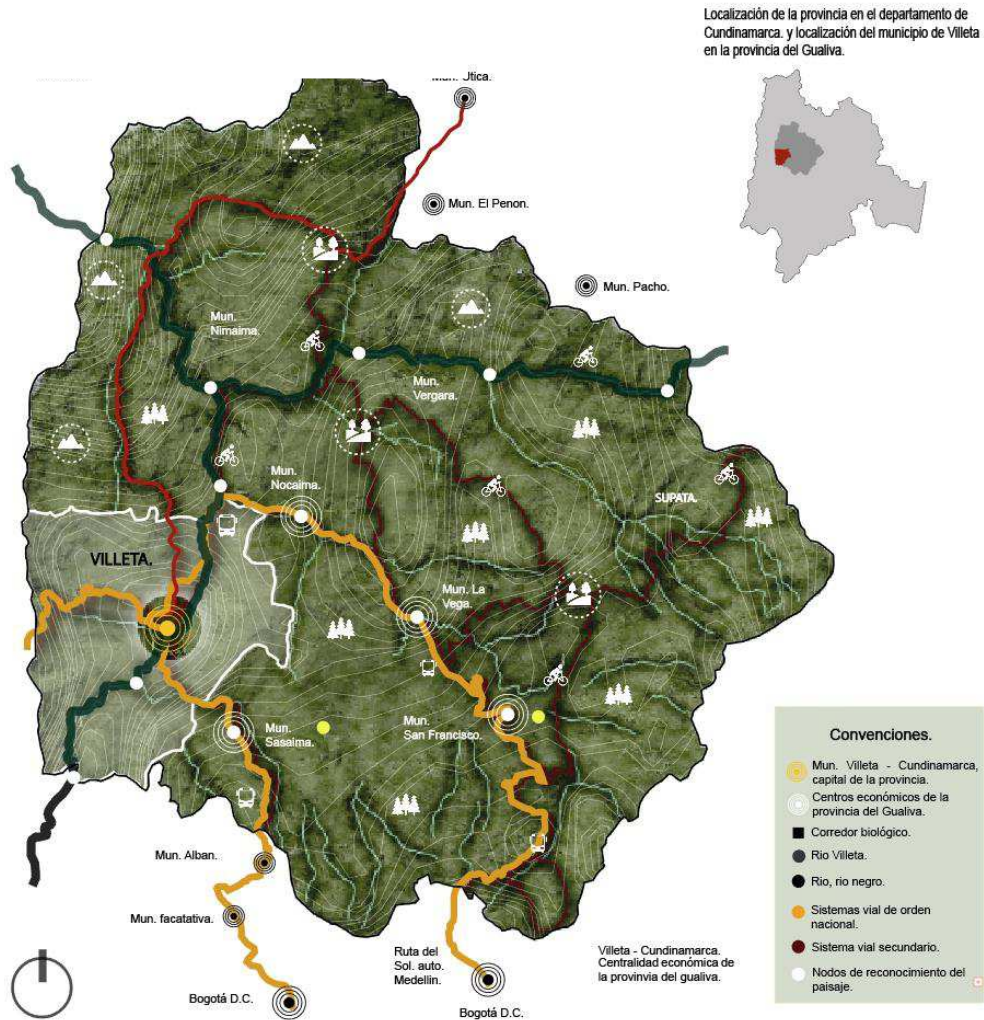 Localización de la provincia en el departamento de
Cundinamarca. y localización del municipio de Villeta
en la provincia del Gualiva.
Mun. Utica.
Mun. El Penon.
Mun. Pacho.
Mun.
Nimaima.
Mun.
Vergara.
Mun.
Nocaima.
SUPATA.
VILLETA.
Mun. La
Vega.
Mun.
Sasaima.
Mun.
San Francisco.
Mun. Alban.
Mun. facatativa.
Bogotá D.C.
Ruta del
Sol. auto.
Medellin.
Bogotá D.C.
Villeta - Cundinamarca.
Centralidad económica de
la provinvia del gualiva.
Convenciones.
Mun. Villeta - Cundinamarca,
capital de la provincia.
Centros económicos de la
provincia del Gualiva.
Corredor biológico.
Rio Villeta.
Rio, rio negro.
Sistemas vial de orden
nacional.
Sistema vial secundario.
Nodos de reconocimiento del
paisaje.